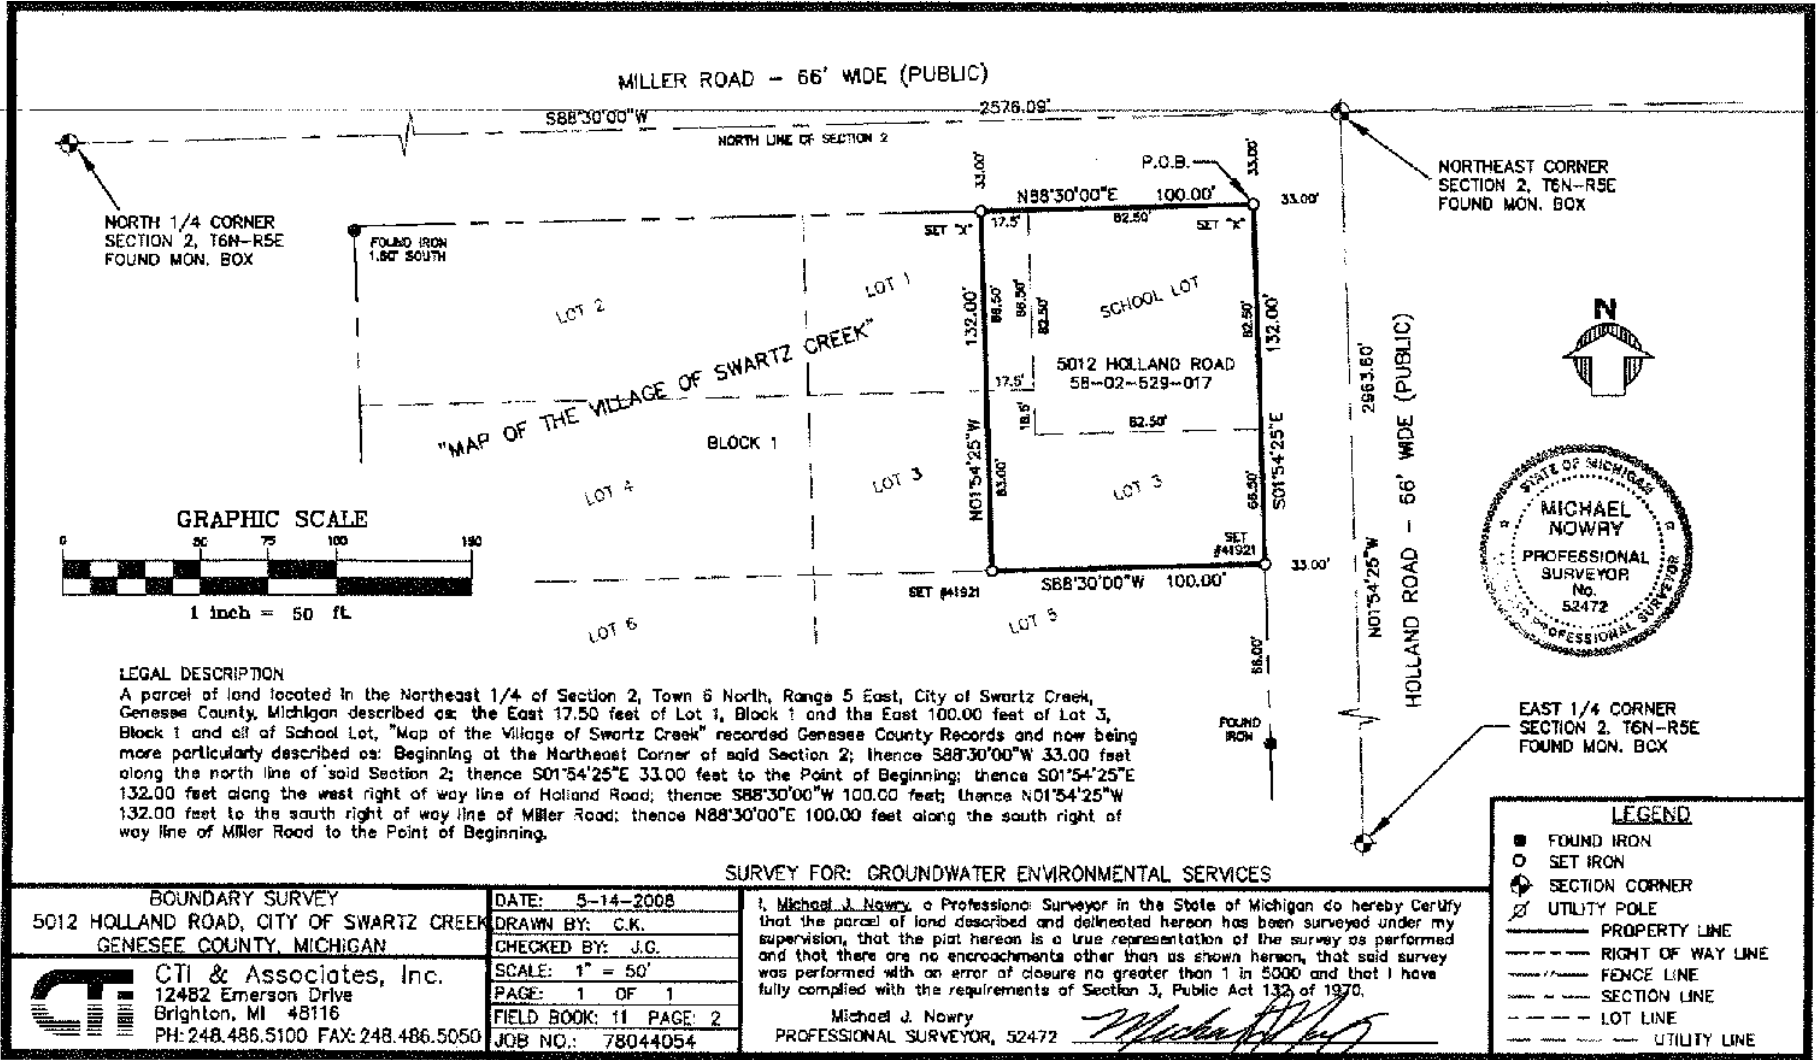 MILLER ROAD - 66' WIDE (PUBLIC)
S88°30'00"W
2576.09'
NORTH LINE OF SECTION 2
NORTH 1/4 CORNER
SECTION 2, T6N-R5E
FOUND MON. BOX
NORTHEAST CORNER
SECTION 2, T6N-R5E
FOUND MON. BOX
P.O.B.
33.00'
33.00'
33.00'
N88°30'00"E 100.00'
17.5'
82.50'
SET "X"
SET "X"
FOUND IRON
SOUTH
LOT 2
LOT 1
SCHOOL LOT
132.00'
66.50'
82.50'
82.50'
132.00'
"MAP OF THE VILLAGE OF SWARTZ CREEK"
5012 HOLLAND ROAD
58-02-529-017
17.5'
82.50'
BLOCK 1
LOT 4
LOT 3
LOT 3
N01°54'25"W
S01°54'25"E
SET
#41921
33.00'
SET #41921
S88°30'00"W 100.00'
LOT 6
LOT 5
66.00'
FOUND
IRON
2963.60'
N01°54'25"W
HOLLAND ROAD - 66' WIDE (PUBLIC)
N
STATE OF MICHIGAN
MICHAEL
NOWRY
PROFESSIONAL
SURVEYOR
No.
52472
PROFESSIONAL SURVEYOR
EAST 1/4 CORNER
SECTION 2, T6N-R5E
FOUND MON. BOX
GRAPHIC SCALE
0 50 75 100 150
1 inch = 50 ft.
LEGAL DESCRIPTION
A parcel of land located in the Northeast 1/4 of Section 2, Town 6 North, Range 5 East, City of Swartz Creek,
Genesee County, Michigan described as: the East 17.50 feet of Lot 1, Block 1 and the East 100.00 feet of Lot 3,
Block 1 and all of School Lot, "Map of the Village of Swartz Creek" recorded Genesee County Records and now being
more particularly described as: Beginning at the Northeast Corner of said Section 2; thence S88°30'00"W 33.00 feet
along the north line of said Section 2; thence S01°54'25"E 33.00 feet to the Point of Beginning; thence S01°54'25"E
132.00 feet along the west right of way line of Holland Road; thence S88°30'00"W 100.00 feet; thence N01°54'25"W
132.00 feet to the south right of way line of Miller Road; thence N88°30'00"E 100.00 feet along the south right of
way line of Miller Road to the Point of Beginning.
SURVEY FOR: GROUNDWATER ENVIRONMENTAL SERVICES
LEGEND
FOUND IRON
SET IRON
SECTION CORNER
UTILITY POLE
PROPERTY LINE
RIGHT OF WAY LINE
FENCE LINE
SECTION LINE
LOT LINE
UTILITY LINE
BOUNDARY SURVEY
5012 HOLLAND ROAD, CITY OF SWARTZ CREEK
GENESEE COUNTY, MICHIGAN
CTI
CTI & Associates, Inc.
12482 Emerson Drive
Brighton, MI 48116
PH: 248.486.5100 FAX: 248.486.5050
DATE: 5-14-2008
DRAWN BY: C.K.
CHECKED BY: J.G.
SCALE: 1" = 50'
PAGE: 1 OF 1
FIELD BOOK: 11 PAGE: 2
JOB NO.: 78044054
I, Michael J. Nowry, a Professional Surveyor in the State of Michigan do hereby Certify
that the parcel of land described and delineated hereon has been surveyed under my
supervision, that the plat hereon is a true representation of the survey as performed
and that there are no encroachments other than as shown hereon, that said survey
was performed with an error of closure no greater than 1 in 5000 and that I have
fully complied with the requirements of Section 3, Public Act 132 of 1970.
Michael J. Nowry
PROFESSIONAL SURVEYOR, 52472